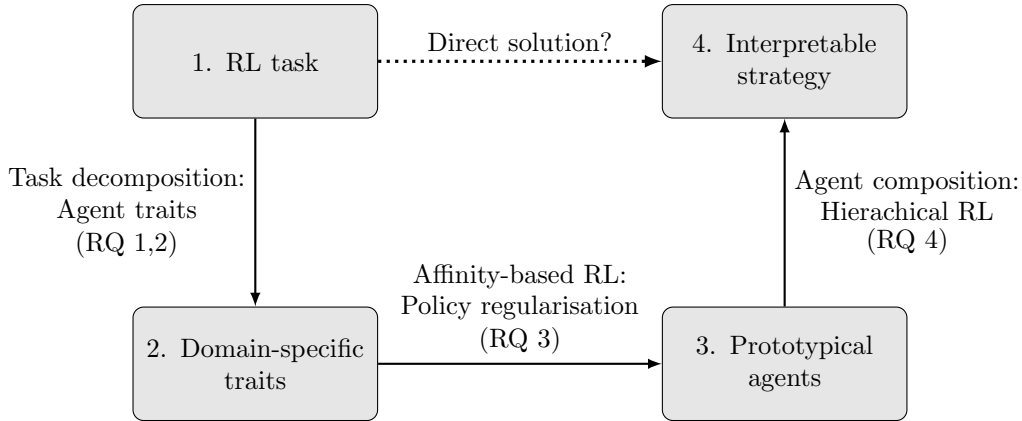 1. RL task
Direct solution?
4. Interpretable
strategy
Task decomposition:
Agent traits
(RQ 1,2)
Agent composition:
Hierachical RL
(RQ 4)
Affinity-based RL:
Policy regularisation
(RQ 3)
2. Domain-specific
traits
3. Prototypical
agents